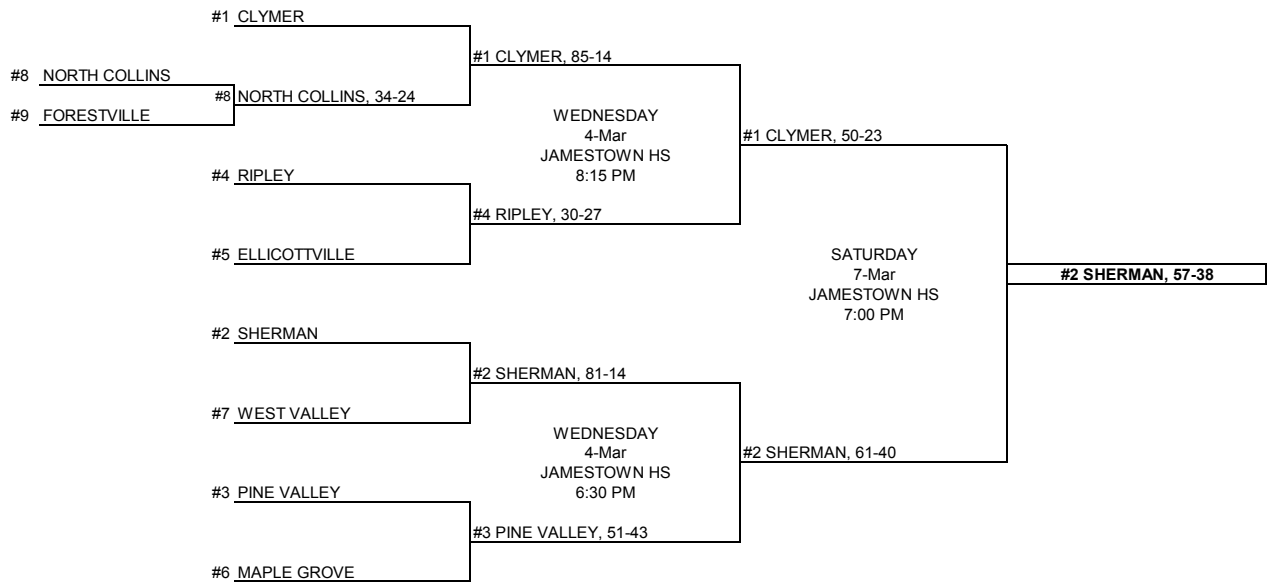 #1 CLYMER
#1 CLYMER, 85-14
#8 NORTH COLLINS
#8 NORTH COLLINS, 34-24
#9 FORESTVILLE
WEDNESDAY
4-Mar
JAMESTOWN HS
8:15 PM
#1 CLYMER, 50-23
#4 RIPLEY
#4 RIPLEY, 30-27
#5 ELLICOTTVILLE
SATURDAY
7-Mar
JAMESTOWN HS
7:00 PM
#2 SHERMAN, 57-38
#2 SHERMAN
#2 SHERMAN, 81-14
#7 WEST VALLEY
WEDNESDAY
4-Mar
JAMESTOWN HS
6:30 PM
#2 SHERMAN, 61-40
#3 PINE VALLEY
#3 PINE VALLEY, 51-43
#6 MAPLE GROVE